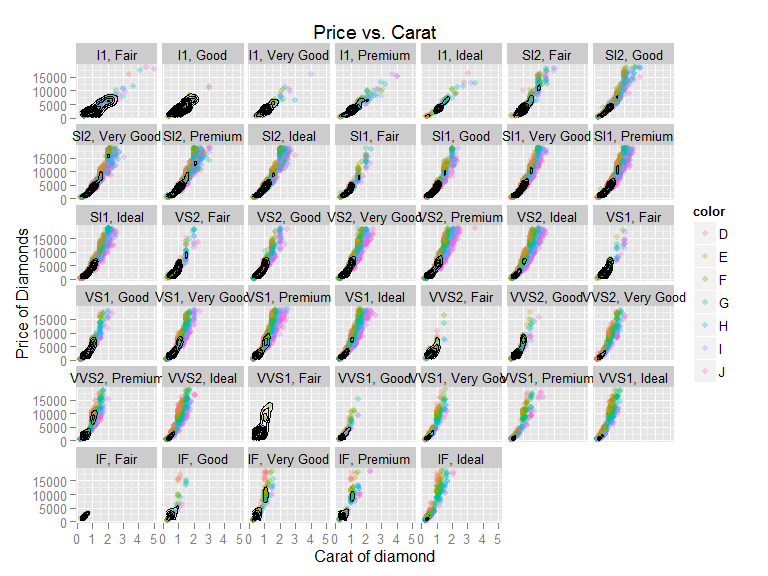 Price vs. Carat
I1, Fair
I1, Good
I1, Very Good
I1, Premium
I1, Ideal
SI2, Fair
SI2, Good
15000
10000
5000
0
SI2, Very Good
SI2, Premium
SI2, Ideal
SI1, Fair
SI1, Good
SI1, Very Good
SI1, Premium
15000
10000
5000
0
SI1, Ideal
VS2, Fair
VS2, Good
VS2, Very Good
VS2, Premium
VS2, Ideal
VS1, Fair
15000
10000
5000
0
VS1, Good
VS1, Very Good
VS1, Premium
VS1, Ideal
VVS2, Fair
VVS2, Good
VVS2, Very Good
15000
10000
5000
0
VVS2, Premium
VVS2, Ideal
VVS1, Fair
VVS1, Good
VVS1, Very Good
VVS1, Premium
VVS1, Ideal
15000
10000
5000
0
IF, Fair
IF, Good
IF, Very Good
IF, Premium
IF, Ideal
15000
10000
5000
0
0 1 2 3 4 5
0 1 2 3 4 5
0 1 2 3 4 5
0 1 2 3 4 5
0 1 2 3 4 5
Carat of diamond
Price of Diamonds
color
D
E
F
G
H
I
J